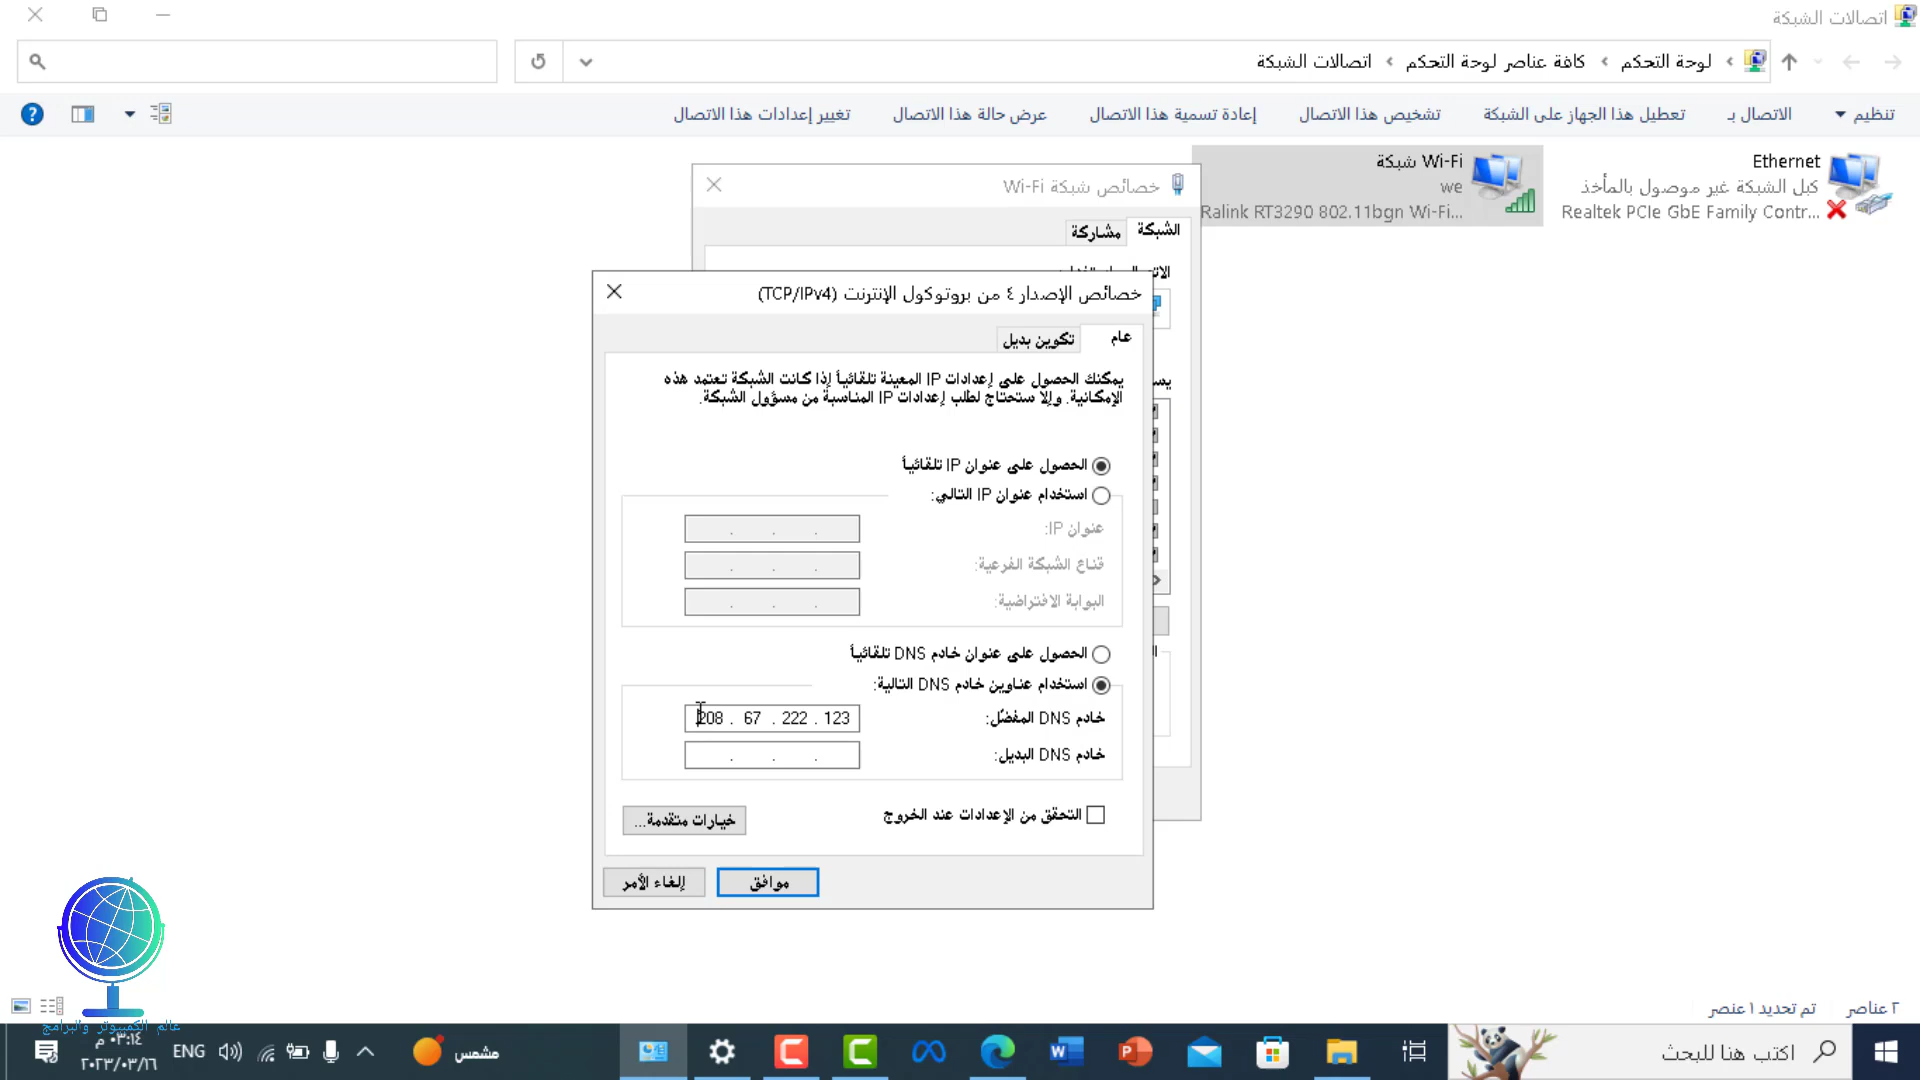 اتصالات الشبكة
لوحة التحكم
كافة عناصر لوحة التحكم
اتصالات الشبكة
تنظيم
الاتصال بـ
تعطيل هذا الجهاز على الشبكة
تشخيص هذا الاتصال
إعادة تسمية هذا الاتصال
عرض حالة هذا الاتصال
تغيير إعدادات هذا الاتصال
Ethernet
كبل الشبكة غير موصول بالمأخذ
Realtek PCIe GbE Family Contr...
شبكة Wi-Fi
we
Ralink RT3290 802.11bgn Wi-Fi...
خصائص شبكة Wi-Fi
الشبكة
مشاركة
خصائص الإصدار ٤ من بروتوكول الإنترنت (TCP/IPv4)
عام
تكوين بديل
يمكنك الحصول على إعدادات IP المعينة تلقائياً إذا كانت الشبكة تعتمد هذه
الإمكانية. وإلا ستحتاج لطلب إعدادات IP المناسبة من مسؤول الشبكة.
الحصول على عنوان IP تلقائياً
استخدام عنوان IP التالي:
عنوان IP:
قناع الشبكة الفرعية:
البوابة الافتراضية:
الحصول على عنوان خادم DNS تلقائياً
استخدام عناوين خادم DNS التالية:
خادم DNS المفضّل:
208 . 67 . 222 . 123
خادم DNS البديل:
التحقق من الإعدادات عند الخروج
خيارات متقدمة...
موافق
إلغاء الأمر
٢ عناصر
تم تحديد ١ عنصر
عالم الكمبيوتر والبرامج
اكتب هنا للبحث
مشمس
ENG
٠٣:١٤ م
٢٠٢٣/٠٣/١٦